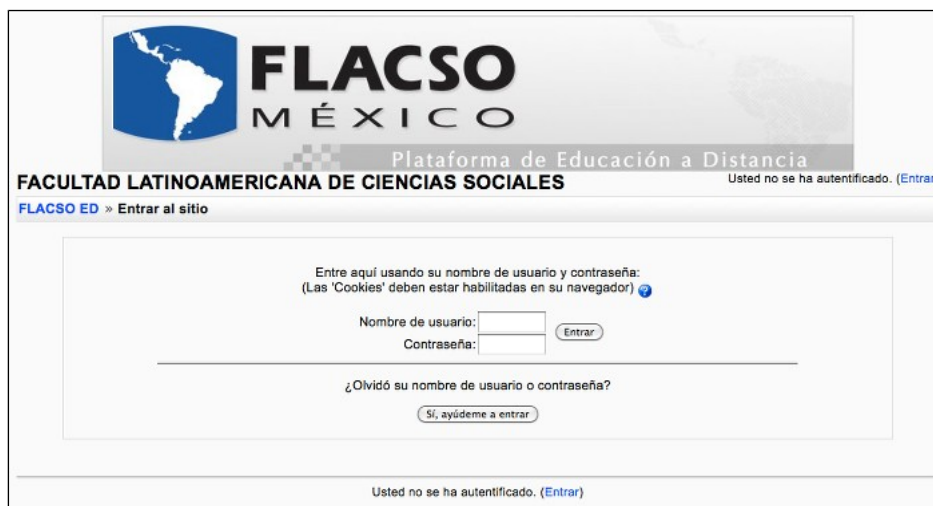 FLACSO
MÉXICO
Plataforma de Educación a Distancia
FACULTAD LATINOAMERICANA DE CIENCIAS SOCIALES
Usted no se ha autentificado. (Entrar
FLACSO ED » Entrar al sitio
Entre aquí usando su nombre de usuario y contraseña:
(Las 'Cookies' deben estar habilitadas en su navegador) ?
Nombre de usuario:
Entrar
Contraseña:
¿Olvidó su nombre de usuario o contraseña?
Sí, ayúdeme a entrar
Usted no se ha autentificado. (Entrar)